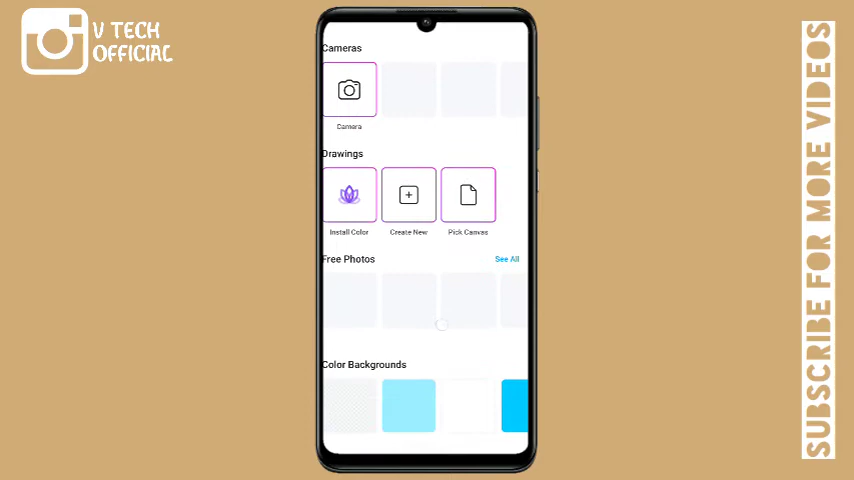 V TECH
OFFICIAL
Cameras
Camera
Drawings
Install Color
Create New
Pick Canvas
Free Photos
See All
Color Backgrounds
SUBSCRIBE FOR MORE VIDEOS